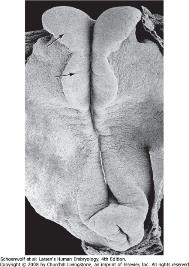 Schoenwolf et al: Larsen's Human Embryology, 4th Edition.
Copyright © 2008 by Churchill Livingstone, an imprint of Elsevier, Inc. All rights reserved